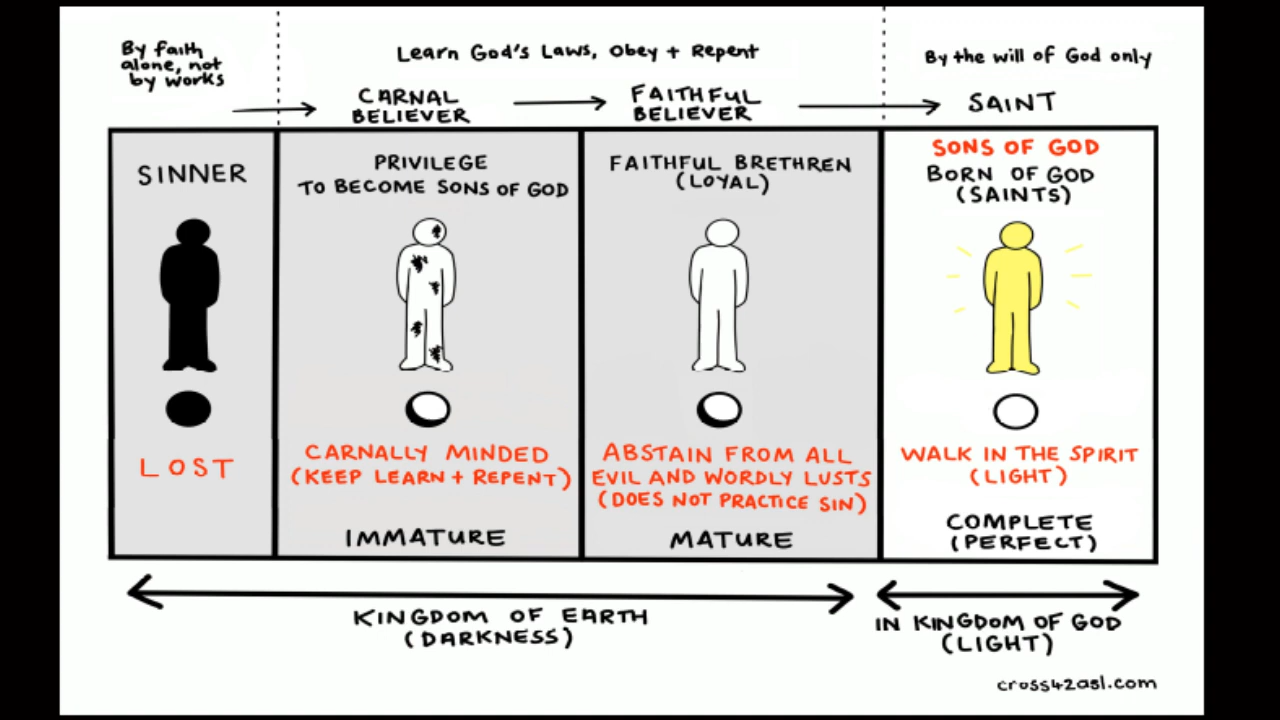 By faith
alone, not
by works
Learn God's Laws, Obey + Repent
By the will of God only
CARNAL
BELIEVER
FAITHFUL
BELIEVER
SAINT
SINNER
LOST
PRIVILEGE
TO BECOME SONS OF GOD
CARNALLY MINDED
(KEEP LEARN + REPENT)
IMMATURE
FAITHFUL BRETHREN
(LOYAL)
ABSTAIN FROM ALL
EVIL AND WORDLY LUSTS
(DOES NOT PRACTICE SIN)
MATURE
SONS OF GOD
BORN OF GOD
(SAINTS)
WALK IN THE SPIRIT
(LIGHT)
COMPLETE
(PERFECT)
KINGDOM OF EARTH
(DARKNESS)
IN KINGDOM OF GOD
(LIGHT)
cross42asl.com